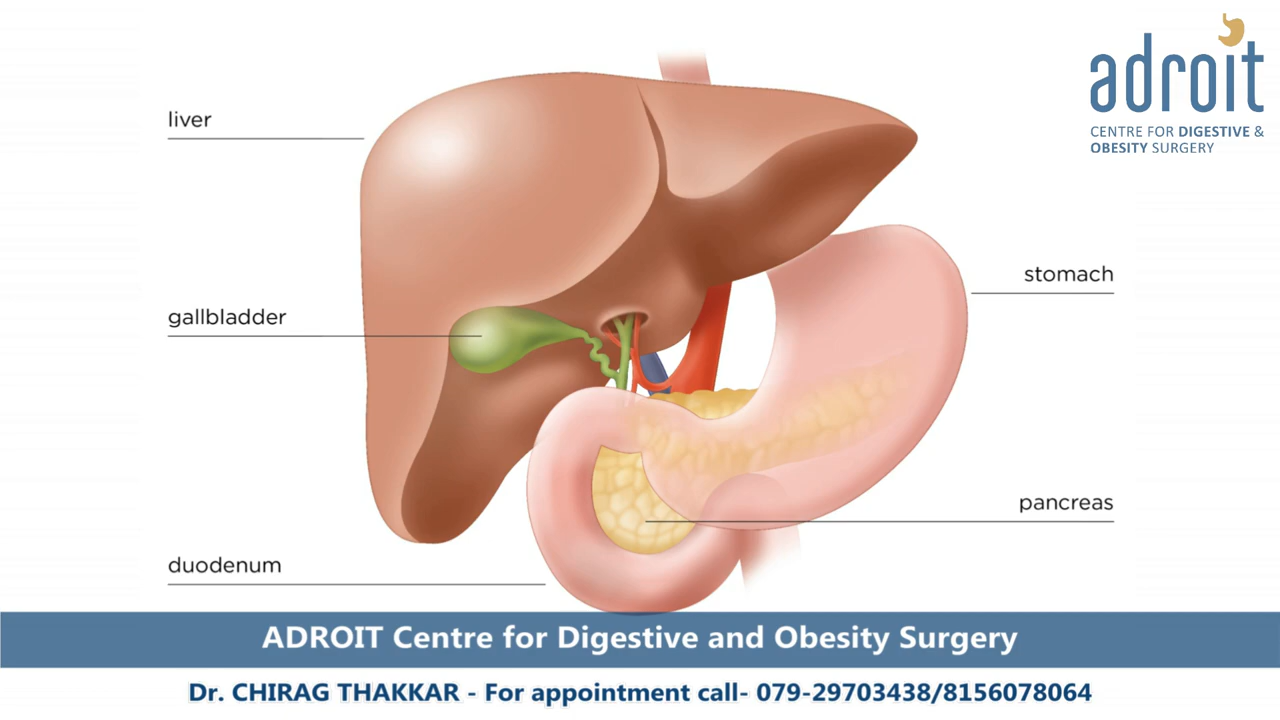 adroit
CENTRE FOR DIGESTIVE &
OBESITY SURGERY
liver
stomach
gallbladder
pancreas
duodenum
ADROIT Centre for Digestive and Obesity Surgery
Dr. CHIRAG THAKKAR - For appointment call- 079-29703438/8156078064